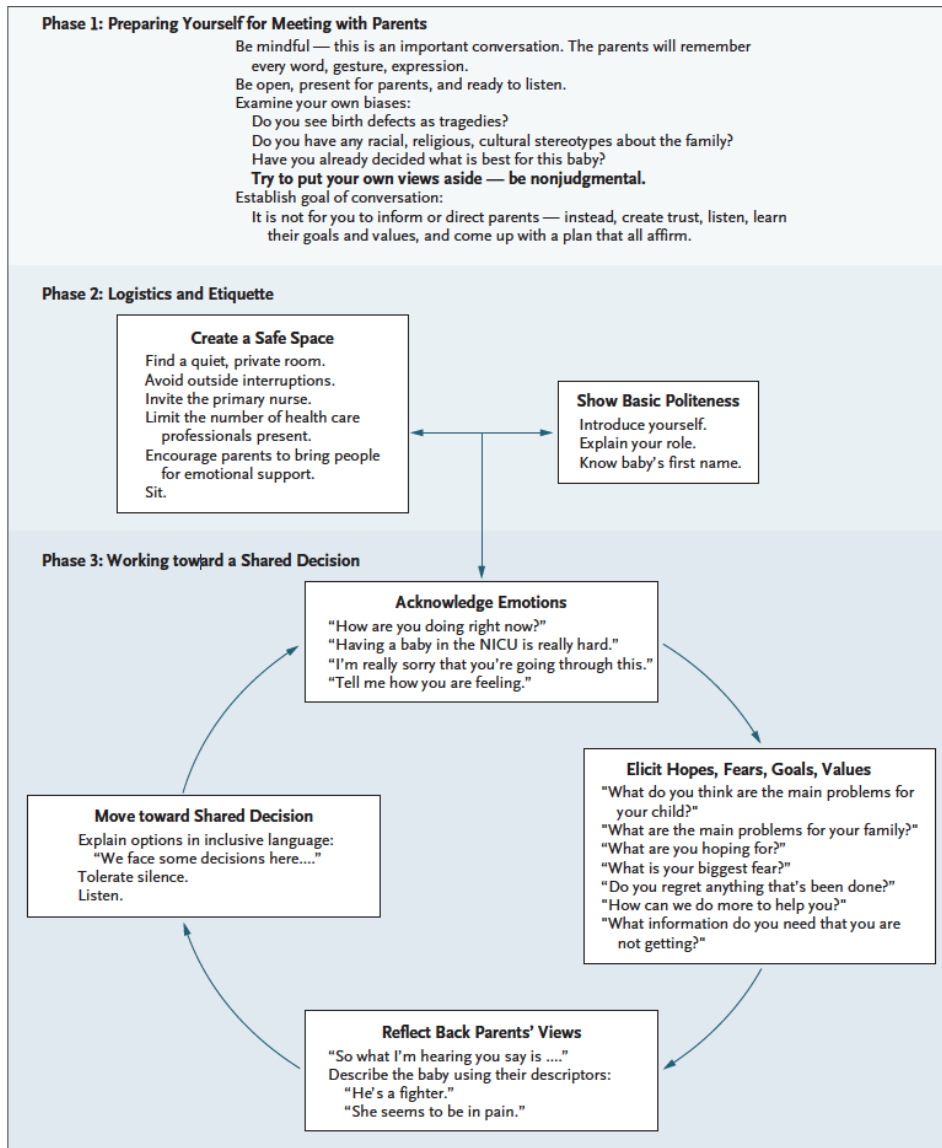 Phase 1: Preparing Yourself for Meeting with Parents
Be mindful — this is an important conversation. The parents will remember
every word, gesture, expression.
Be open, present for parents, and ready to listen.
Examine your own biases:
Do you see birth defects as tragedies?
Do you have any racial, religious, cultural stereotypes about the family?
Have you already decided what is best for this baby?
Try to put your own views aside — be nonjudgmental.
Establish goal of conversation:
It is not for you to inform or direct parents — instead, create trust, listen, learn
their goals and values, and come up with a plan that all affirm.
Phase 2: Logistics and Etiquette
Create a Safe Space
Find a quiet, private room.
Avoid outside interruptions.
Invite the primary nurse.
Limit the number of health care
professionals present.
Encourage parents to bring people
for emotional support.
Sit.
Show Basic Politeness
Introduce yourself.
Explain your role.
Know baby's first name.
Phase 3: Working toward a Shared Decision
Acknowledge Emotions
“How are you doing right now?”
“Having a baby in the NICU is really hard.”
“I'm really sorry that you're going through this.”
“Tell me how you are feeling.”
Elicit Hopes, Fears, Goals, Values
"What do you think are the main problems for
your child?"
"What are the main problems for your family?"
“What are you hoping for?”
“What is your biggest fear?”
“Do you regret anything that's been done?”
"How can we do more to help you?"
"What information do you need that you are
not getting?"
Reflect Back Parents' Views
“So what I'm hearing you say is ....”
Describe the baby using their descriptors:
“He's a fighter.”
“She seems to be in pain.”
Move toward Shared Decision
Explain options in inclusive language:
“We face some decisions here....”
Tolerate silence.
Listen.